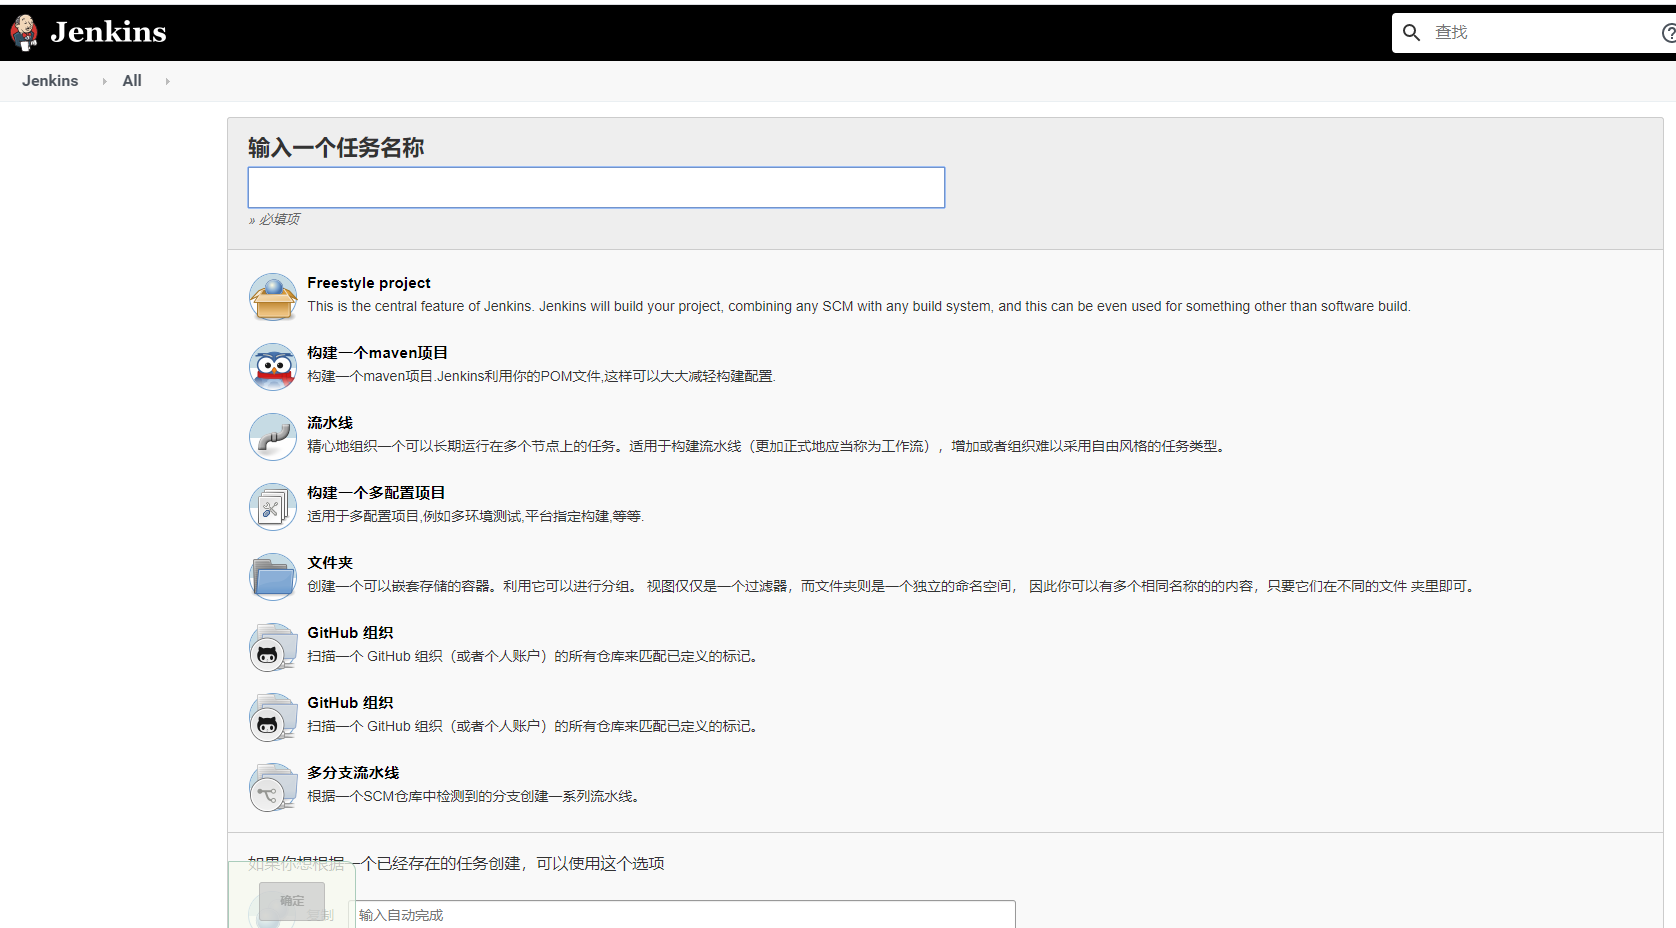 Jenkins
查找
Jenkins
All
输入一个任务名称
» 必填项
Freestyle project
This is the central feature of Jenkins. Jenkins will build your project, combining any SCM with any build system, and this can be even used for something other than software build.
构建一个maven项目
构建一个maven项目.Jenkins利用你的POM文件,这样可以大大减轻构建配置.
流水线
精心地组织一个可以长期运行在多个节点上的任务。适用于构建流水线（更加正式地应当称为工作流），增加或者组织难以采用自由风格的任务类型。
构建一个多配置项目
适用于多配置项目,例如多环境测试,平台指定构建,等等.
文件夹
创建一个可以嵌套存储的容器。利用它可以进行分组。 视图仅仅是一个过滤器，而文件夹则是一个独立的命名空间， 因此你可以有多个相同名称的的内容，只要它们在不同的文件 夹里即可。
GitHub 组织
扫描一个 GitHub 组织（或者个人账户）的所有仓库来匹配已定义的标记。
GitHub 组织
扫描一个 GitHub 组织（或者个人账户）的所有仓库来匹配已定义的标记。
多分支流水线
根据一个SCM仓库中检测到的分支创建一系列流水线。
如果你想根据一个已经存在的任务创建，可以使用这个选项
确定
复制
输入自动完成